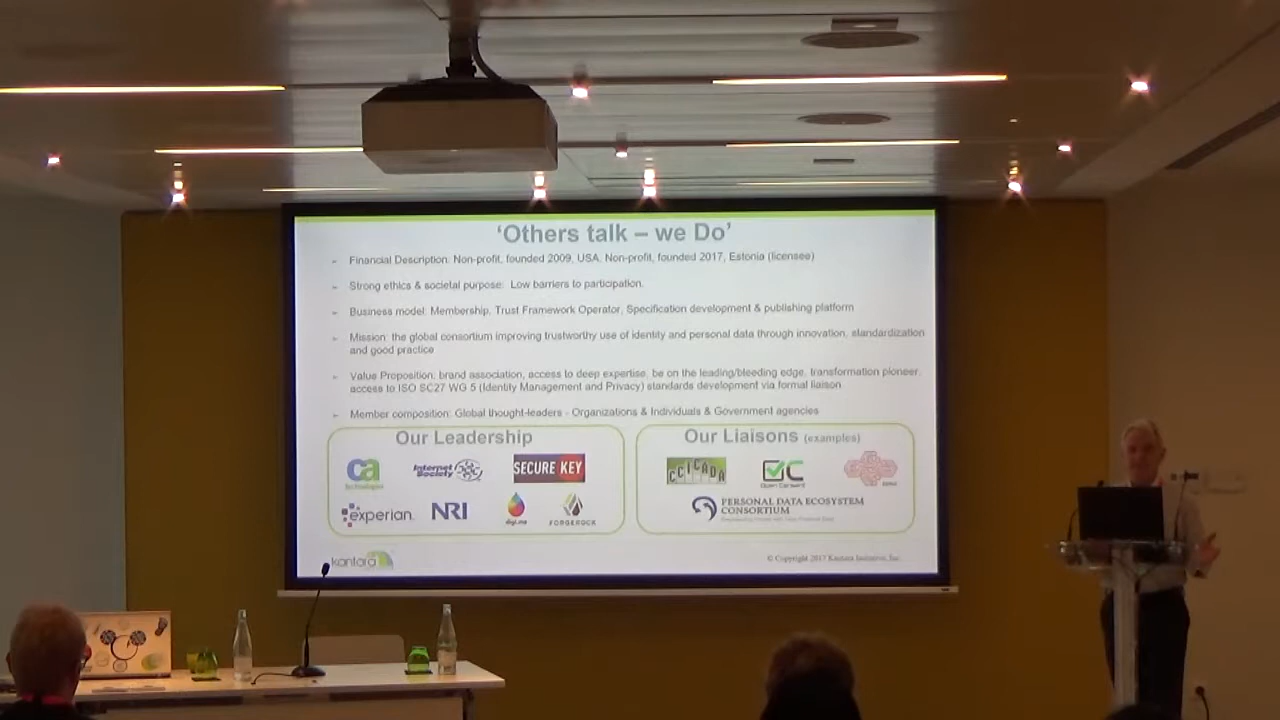 ‘Others talk – we Do’
– Financial Description: Non-profit, founded 2009, USA. Non-profit, founded 2017, Estonia (licensee)
– Strong ethics & societal purpose. Low barriers to participation.
– Business model: Membership, Trust Framework Operator, Specification development & publishing platform
– Mission: the global consortium improving trustworthy use of identity and personal data through innovation, standardization
and good practice
– Value Proposition: brand association, access to deep expertise, be on the leading/bleeding edge, transformation pioneer,
access to ISO SC27 WG 5 (Identity Management and Privacy) standards development via formal liaison
– Member composition: Global thought-leaders - Organizations & Individuals & Government agencies
Our Leadership
ca
technologies
Internet
Society
SECURE KEY
experian
NRI
digi.me
FORGEROCK
Our Liaisons (examples)
CCICADA
Open Consent
PERSONAL DATA ECOSYSTEM
CONSORTIUM
kantara
© Copyright 2017 Kantara Initiative, Inc.